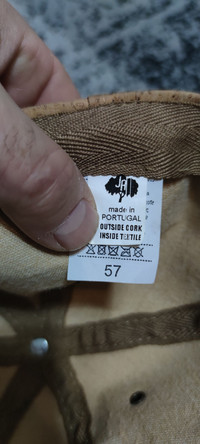 made in
PORTUGAL
OUTSIDE CORK
INSIDE TEXTILE
57